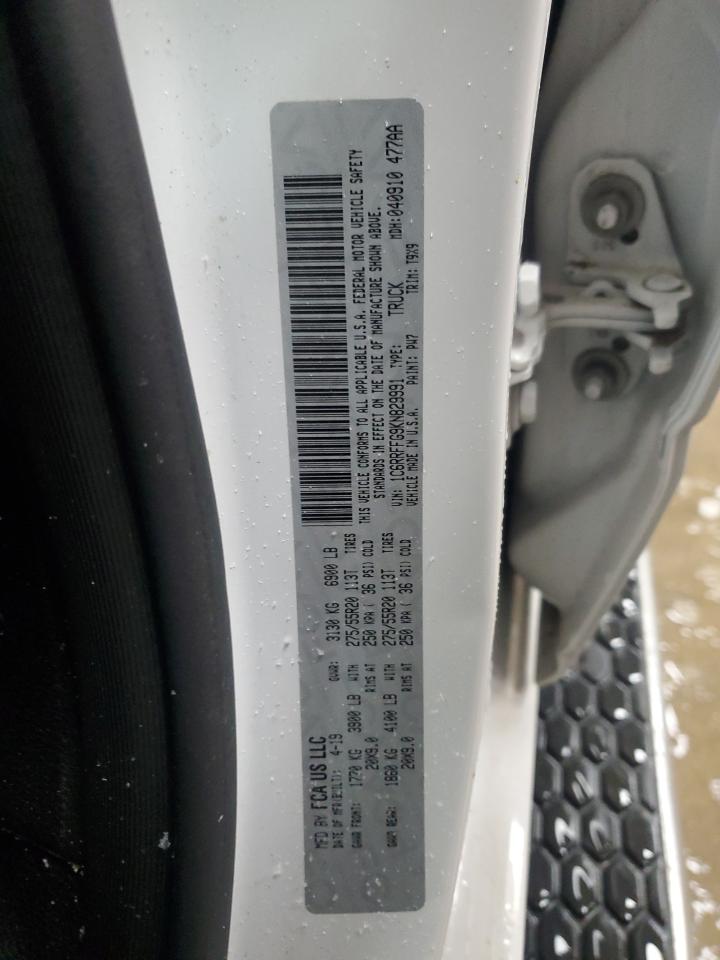 MFD BY FCA US LLC
DATE OF MFR(BUILT): 4-19 GVWR: 3130 KG 6900 LB
GAWR FRONT: 1770 KG 3900 LB WITH 275/55R20 113T TIRES
20X9.0 RIMS AT 250 KPA ( 36 PSI) COLD
GAWR REAR: 1860 KG 4100 LB WITH 275/55R20 113T TIRES
20X9.0 RIMS AT 250 KPA ( 36 PSI) COLD
THIS VEHICLE CONFORMS TO ALL APPLICABLE U.S.A. FEDERAL MOTOR VEHICLE SAFETY
STANDARDS IN EFFECT ON THE DATE OF MANUFACTURE SHOWN ABOVE.
VIN: 1C6RRFFG9KN829991 TYPE: TRUCK MDH:040910 477AA
VEHICLE MADE IN U.S.A. PAINT: PW7 TRIM: T9X9